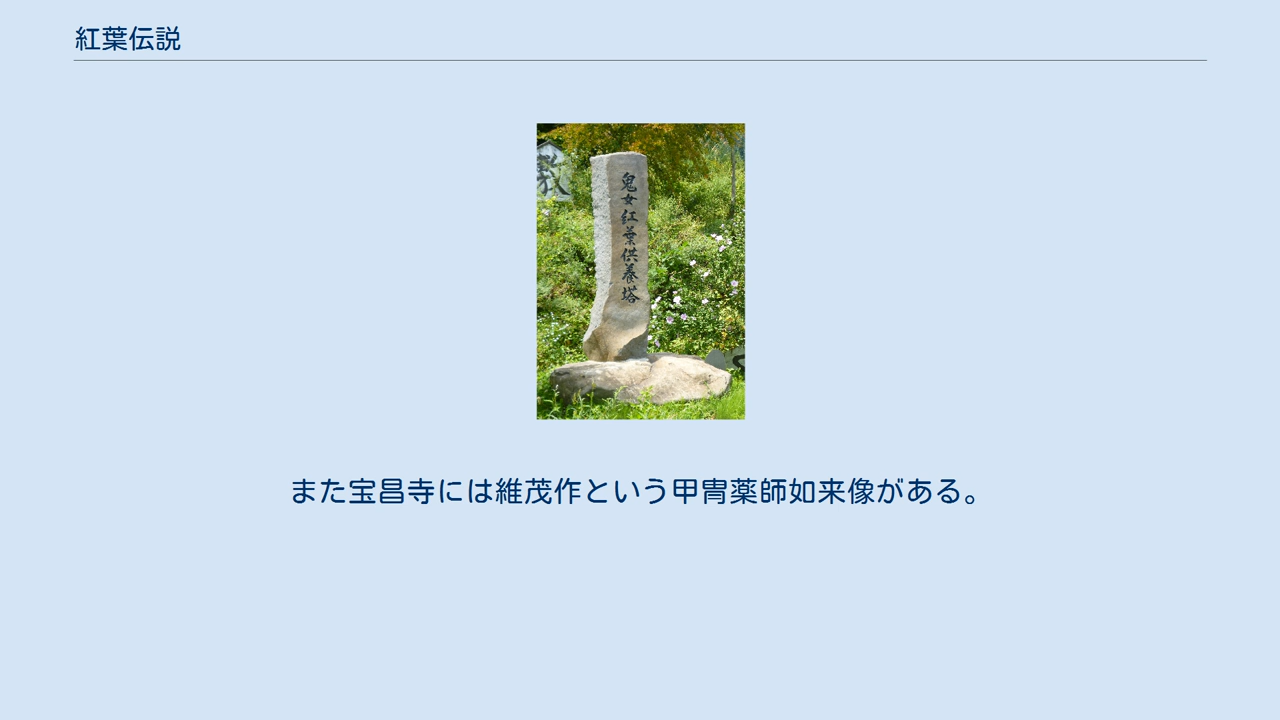 紅葉伝説
教
鬼女紅葉供養塔
また宝昌寺には維茂作という甲冑薬師如来像がある。